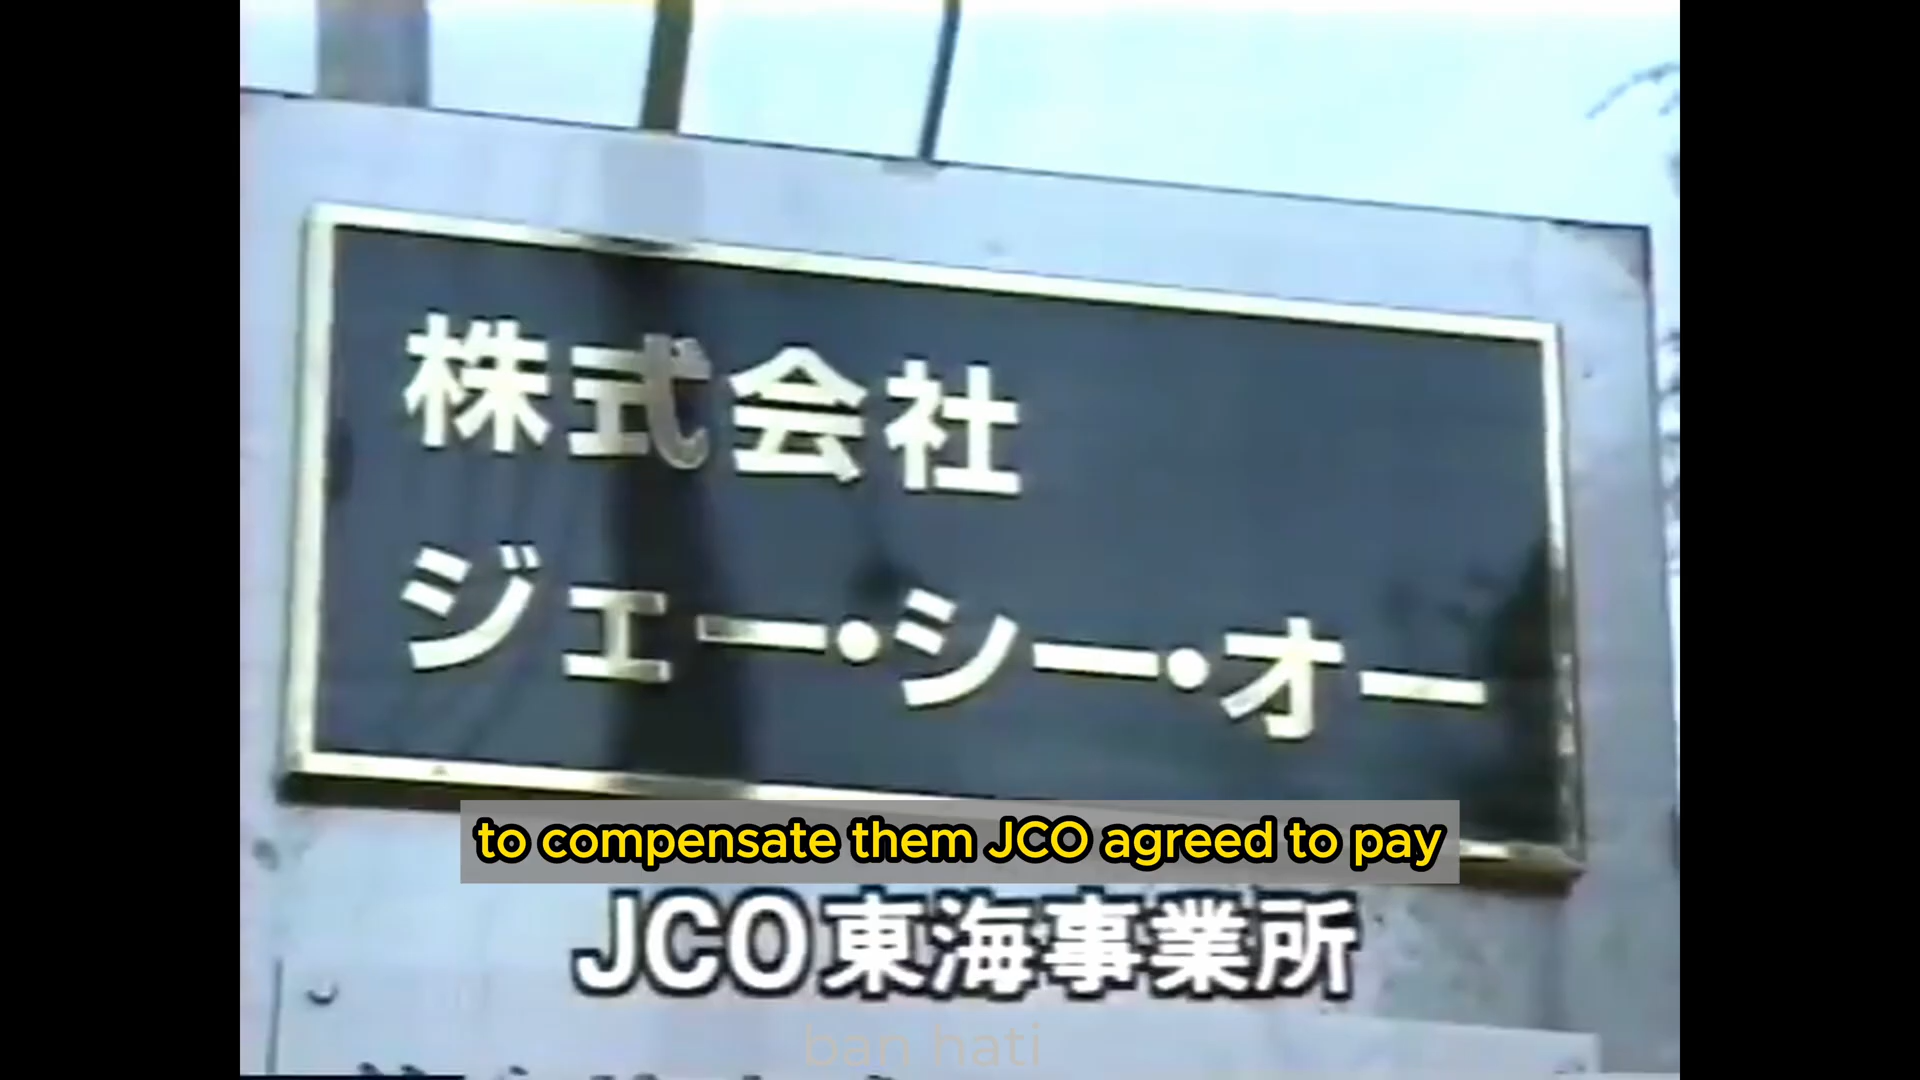 株式会社
ジェー・シー・オー
to compensate them JCO agreed to pay
JCO東海事業所
ban hati